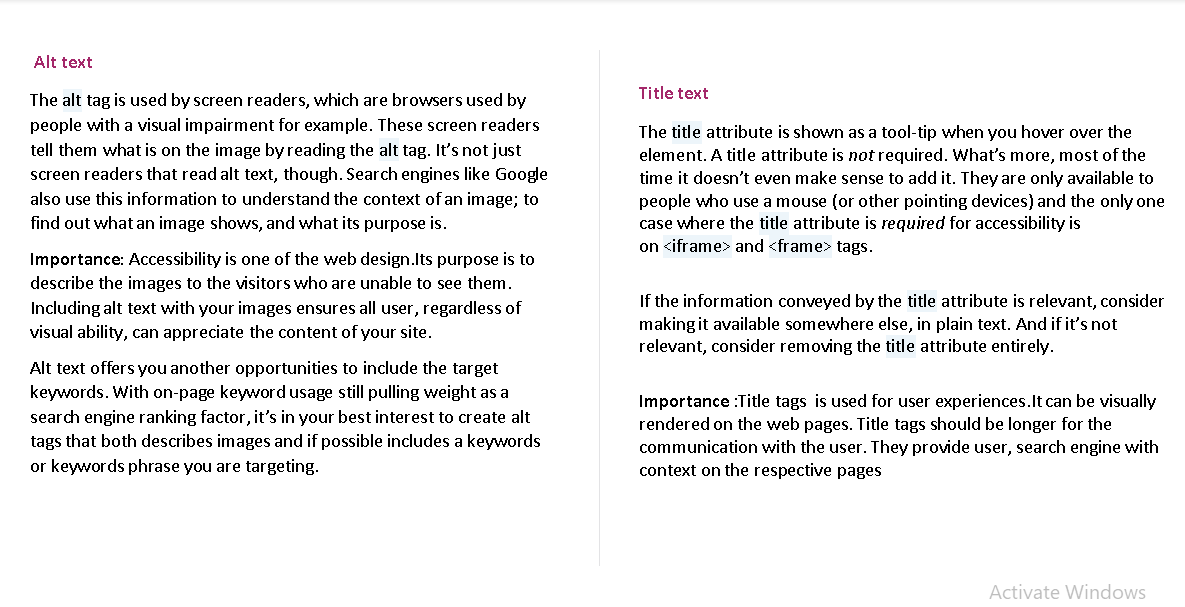 Alt text
The alt tag is used by screen readers, which are browsers used by
people with a visual impairment for example. These screen readers
tell them what is on the image by reading the alt tag. It’s not just
screen readers that read alt text, though. Search engines like Google
also use this information to understand the context of an image; to
find out what an image shows, and what its purpose is.
Importance: Accessibility is one of the web design.Its purpose is to
describe the images to the visitors who are unable to see them.
Including alt text with your images ensures all user, regardless of
visual ability, can appreciate the content of your site.
Alt text offers you another opportunities to include the target
keywords. With on-page keyword usage still pulling weight as a
search engine ranking factor, it’s in your best interest to create alt
tags that both describes images and if possible includes a keywords
or keywords phrase you are targeting.
Title text
The title attribute is shown as a tool-tip when you hover over the
element. A title attribute is not required. What’s more, most of the
time it doesn’t even make sense to add it. They are only available to
people who use a mouse (or other pointing devices) and the only one
case where the title attribute is required for accessibility is
on <iframe> and <frame> tags.
If the information conveyed by the title attribute is relevant, consider
making it available somewhere else, in plain text. And if it’s not
relevant, consider removing the title attribute entirely.
Importance :Title tags is used for user experiences.It can be visually
rendered on the web pages. Title tags should be longer for the
communication with the user. They provide user, search engine with
context on the respective pages
Activate Windows